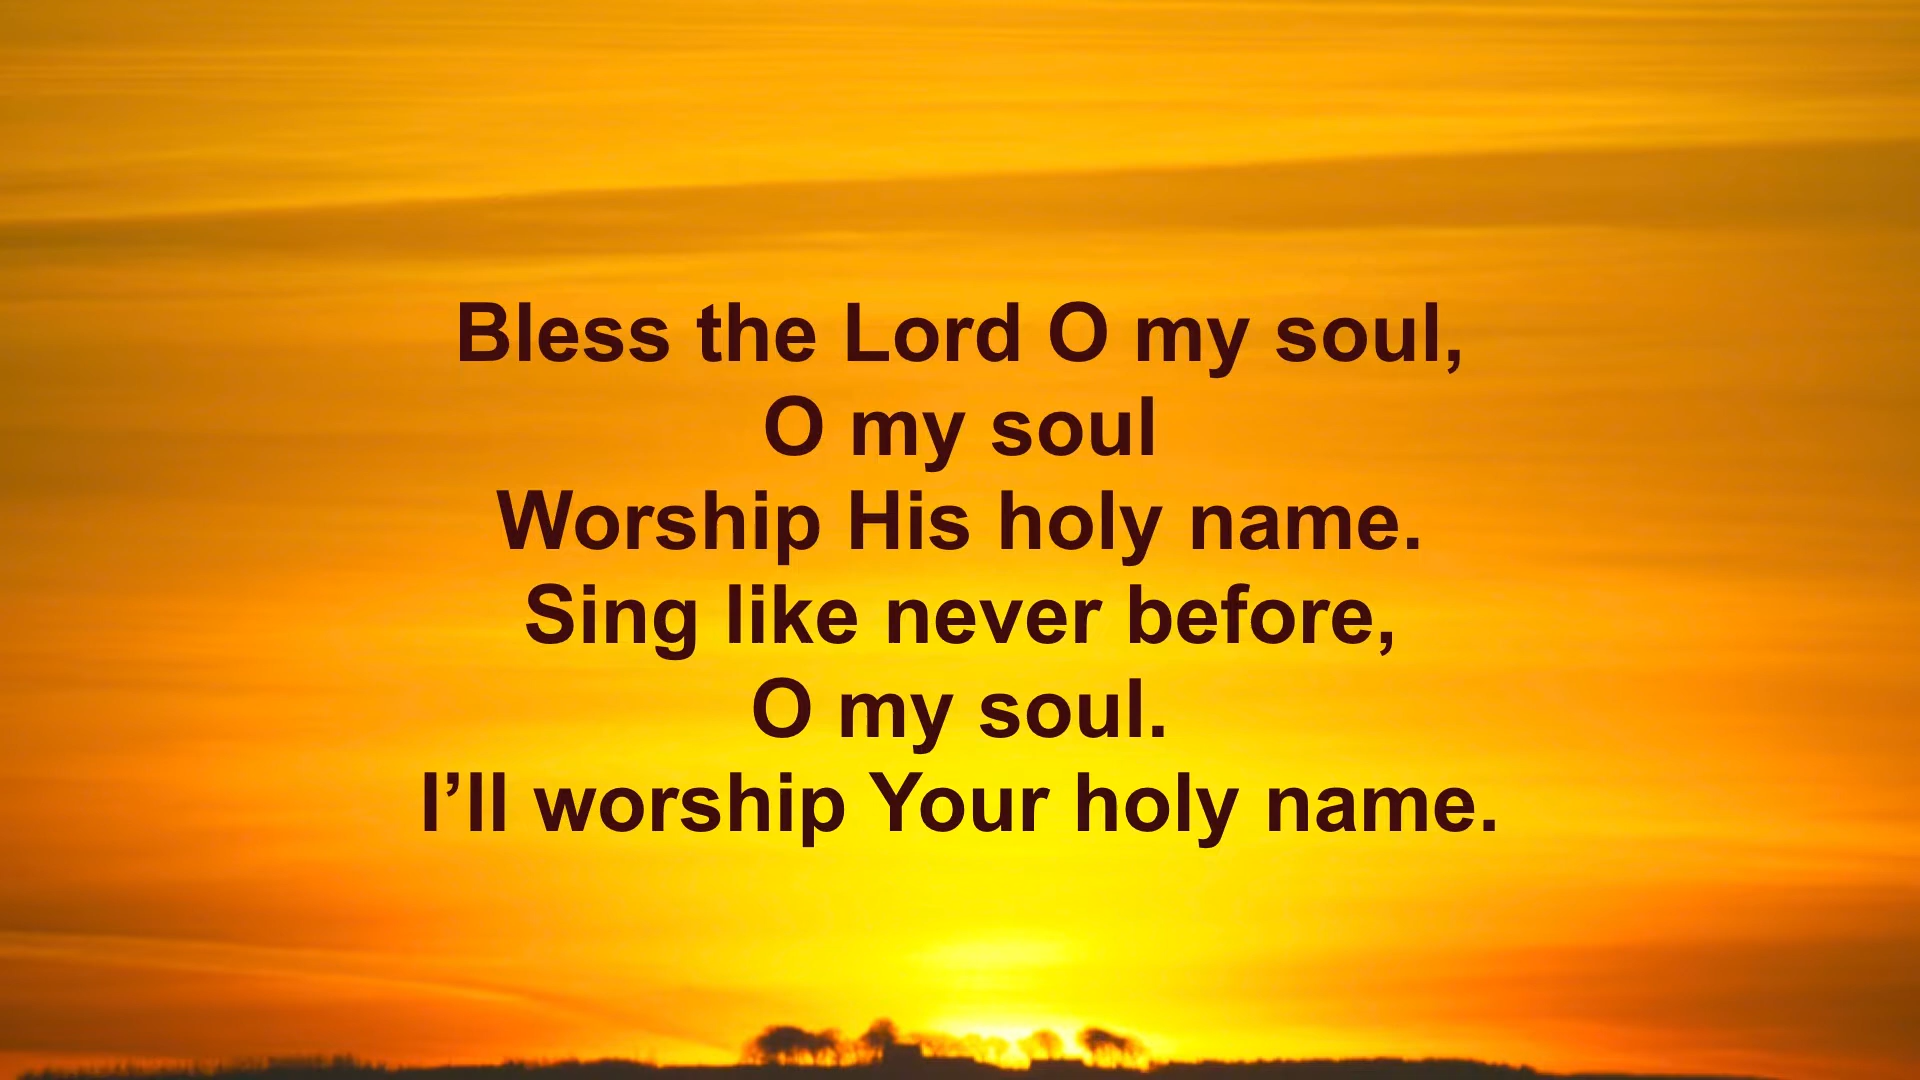 Bless the Lord O my soul,
O my soul
Worship His holy name.
Sing like never before,
O my soul.
I’ll worship Your holy name.